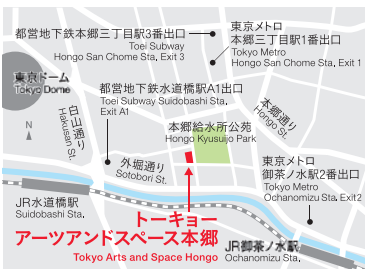 都営地下鉄本郷三丁目駅3番出口
Toei Subway
Hongo San Chome Sta. Exit 3
東京メトロ
本郷三丁目駅1番出口
Tokyo Metro
Hongo San Chome Sta. Exit 1
東京ドーム
Tokyo Dome
都営地下鉄水道橋駅A1出口
Toei Subway Suidobashi Sta.
Exit A1
白山通り
Hakusan St.
本郷通り
Hongo St.
N
本郷給水所公苑
Hongo Kyusuijo Park
外堀通り
Sotobori St.
東京メトロ
御茶ノ水駅2番出口
Tokyo Metro
Ochanomizu Sta. Exit2
JR水道橋駅
Suidobashi Sta.
トーキョー
アーツアンドスペース本郷
Tokyo Arts and Space Hongo
JR御茶ノ水駅
Ochanomizu Sta.